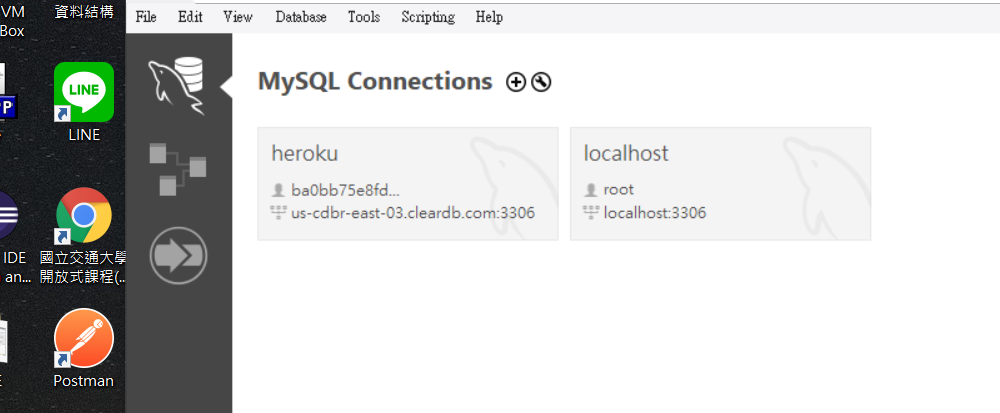 VM
Box
資料結構
LINE
IDE
an...
國立交通大學
開放式課程(...
Postman
File Edit View Database Tools Scripting Help
MySQL Connections
heroku
ba0bb75e8fd...
us-cdbr-east-03.cleardb.com:3306
localhost
root
localhost:3306